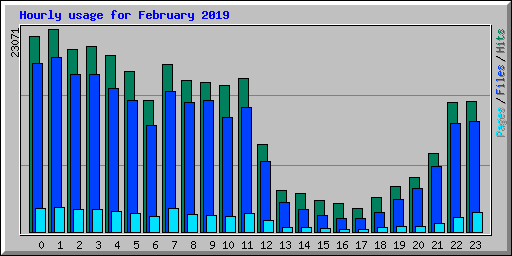 Hourly usage for February 2019
23071
Pages/Files/Hits
0 1 2 3 4 5 6 7 8 9 10 11 12 13 14 15 16 17 18 19 20 21 22 23